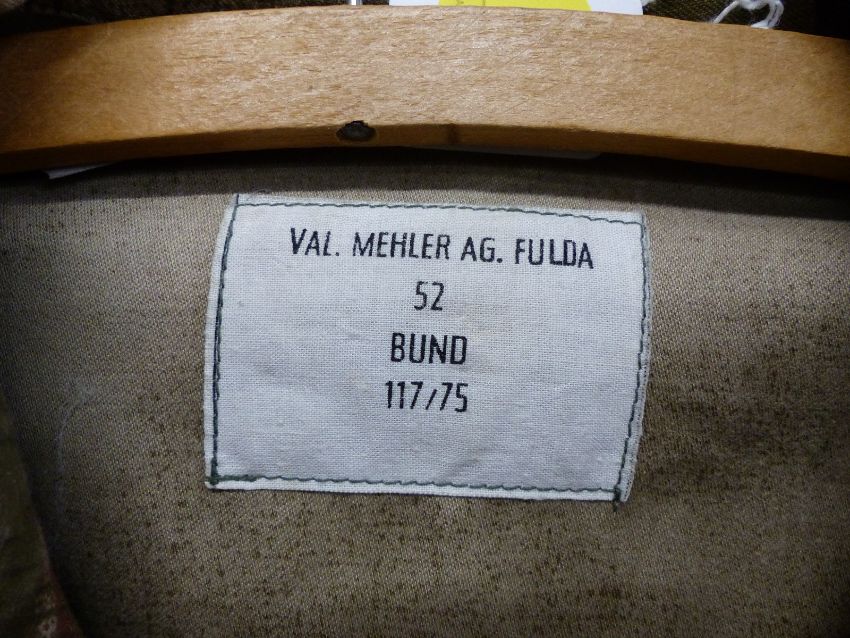 VAL. MEHLER AG. FULDA
52
BUND
117/75